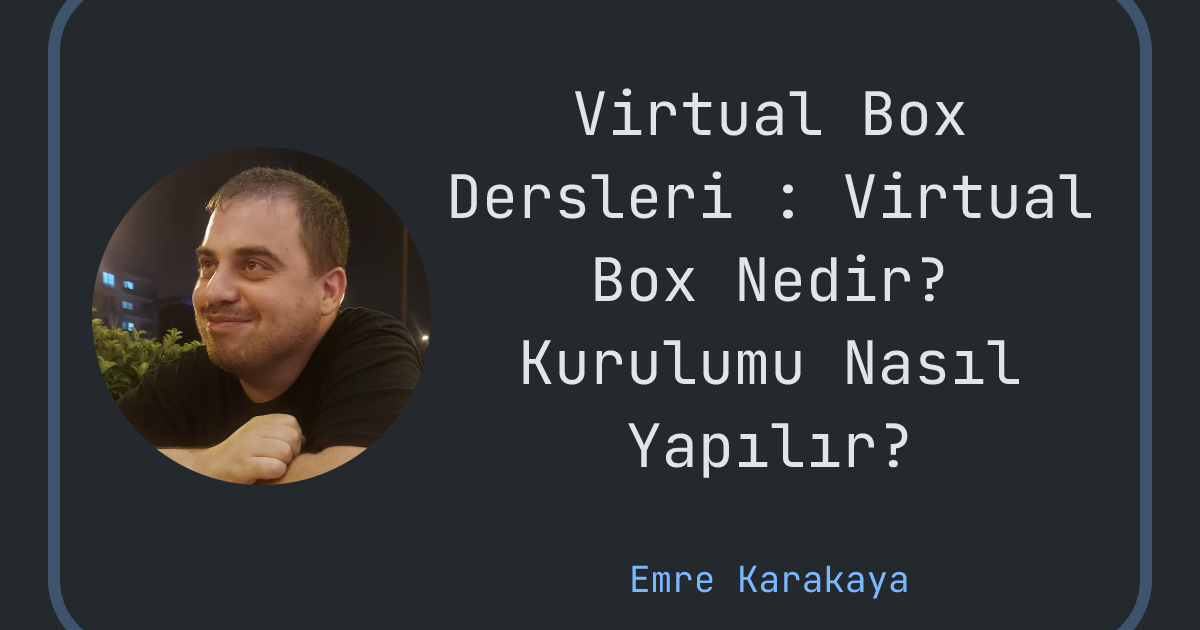 Virtual Box
Dersleri : Virtual
Box Nedir?
Kurulumu Nasıl
Yapılır?
Emre Karakaya